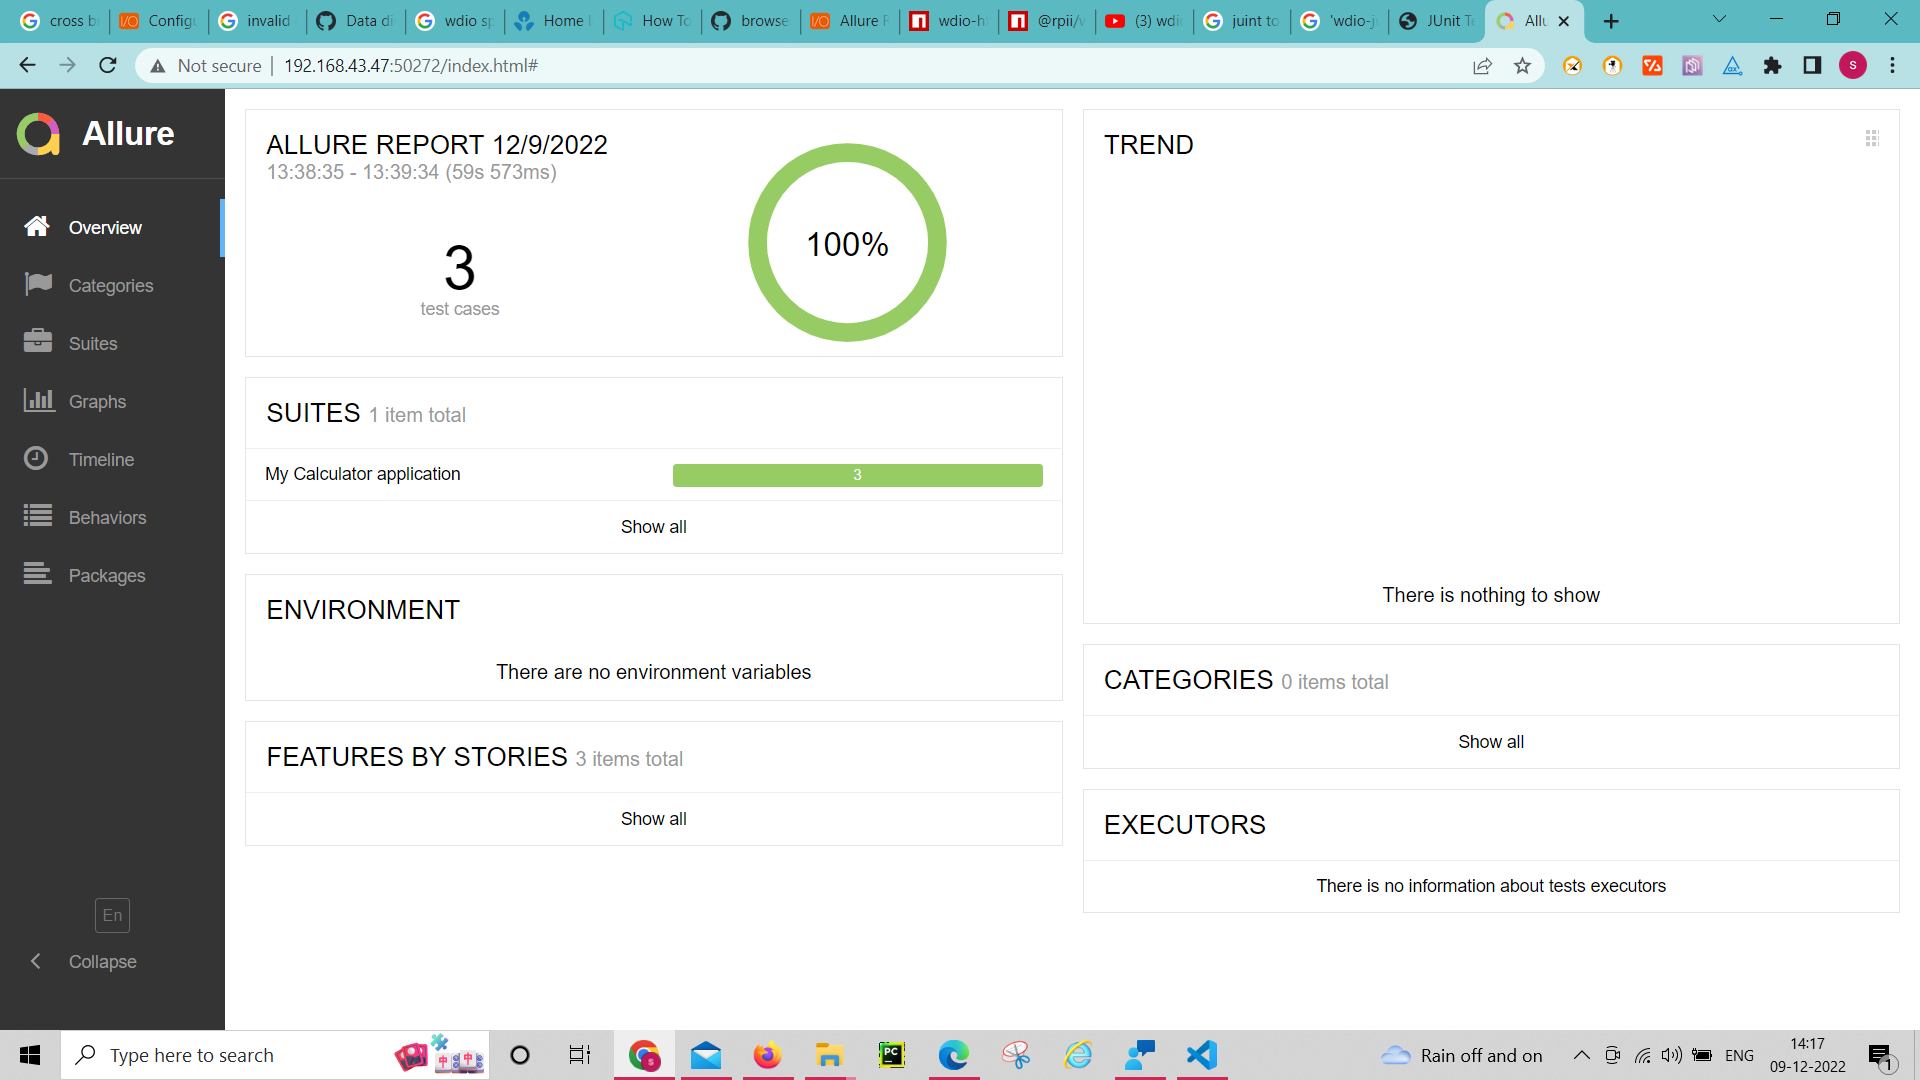 cross b
Config
invalid
Data di
wdio sp
Home
How To
browse
Allure R
wdio-h
@rpii/w
(3) wdi
juint to
'wdio-j
JUnit Te
Allu
Not secure
192.168.43.47:50272/index.html#
S
Allure
Overview
Categories
Suites
Graphs
Timeline
Behaviors
Packages
En
Collapse
ALLURE REPORT 12/9/2022
13:38:35 - 13:39:34 (59s 573ms)
3
test cases
100%
SUITES 1 item total
My Calculator application
3
Show all
ENVIRONMENT
There are no environment variables
FEATURES BY STORIES 3 items total
Show all
TREND
There is nothing to show
CATEGORIES 0 items total
Show all
EXECUTORS
There is no information about tests executors
Type here to search
PC
S
Rain off and on
ENG
14:17
09-12-2022
1